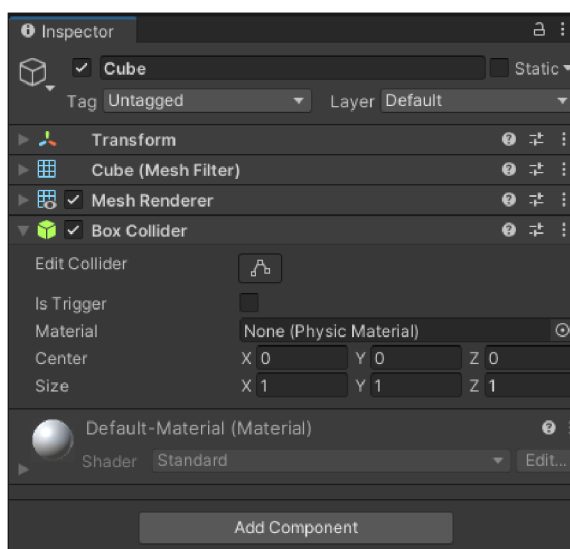 Inspector
Cube Static
Tag Untagged Layer Default
Transform
Cube (Mesh Filter)
Mesh Renderer
Box Collider
Edit Collider
Is Trigger
Material None (Physic Material)
Center X 0 Y 0 Z 0
Size X 1 Y 1 Z 1
Default-Material (Material)
Shader Standard Edit...
Add Component